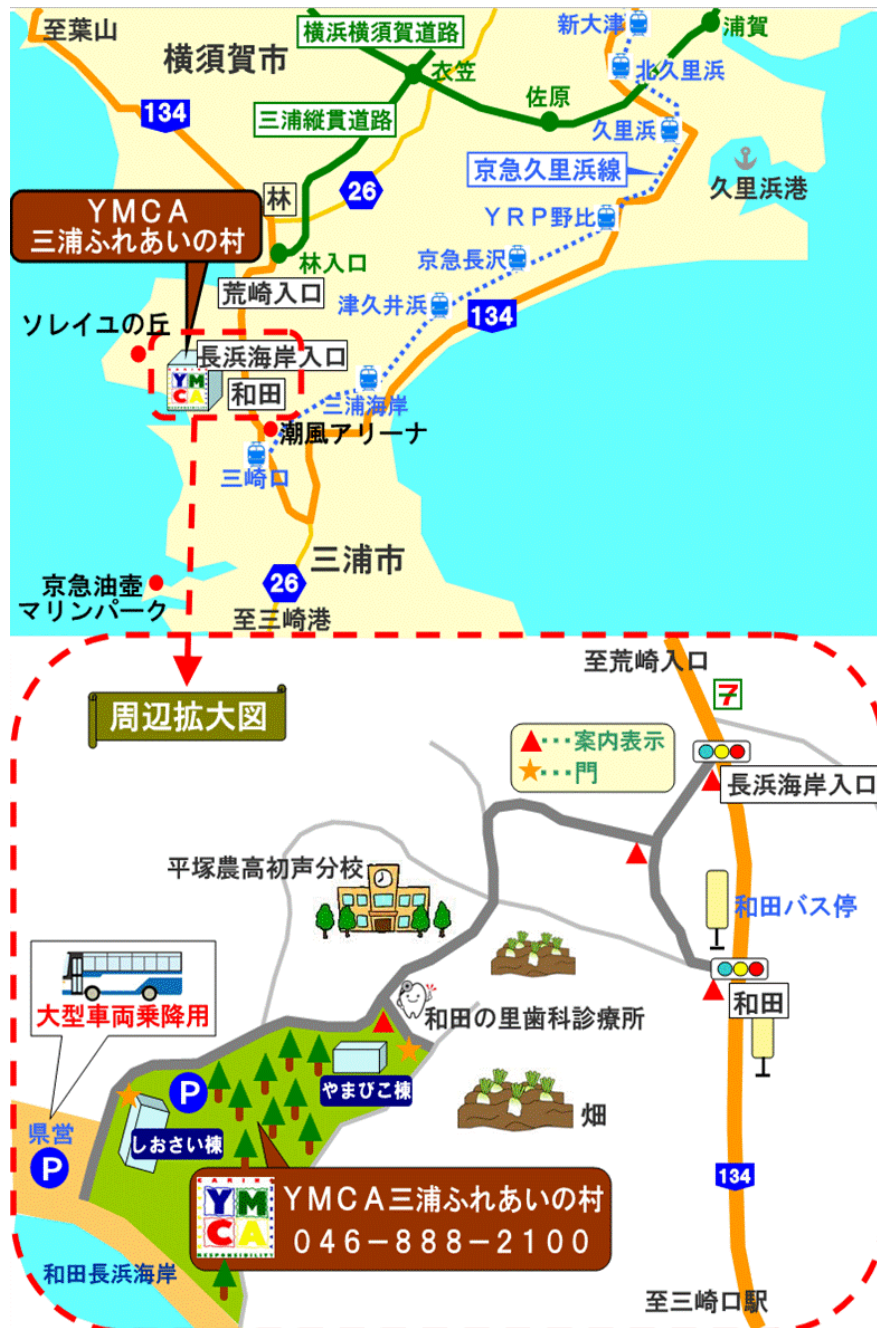 至葉山
横須賀市
横浜横須賀道路
新大津
浦賀
衣笠
北久里浜
134
佐原
三浦縦貫道路
久里浜
京急久里浜線
久里浜港
林
26
YMCA
三浦ふれあいの村
YRP野比
林入口
京急長沢
荒崎入口
津久井浜
134
ソレイユの丘
長浜海岸入口
YMCA
和田
三浦海岸
潮風アリーナ
三崎口
三浦市
京急油壺
マリンパーク
26
至三崎港
至荒崎入口
7
周辺拡大図
▲・・・案内表示
★・・・門
長浜海岸入口
平塚農高初声分校
和田バス停
大型車両乗降用
和田
和田の里歯科診療所
やまびこ棟
P
しおさい棟
県営
P
畑
134
YMCA
RESPONSIBILITY
YMCA三浦ふれあいの村
046-888-2100
和田長浜海岸
至三崎口駅